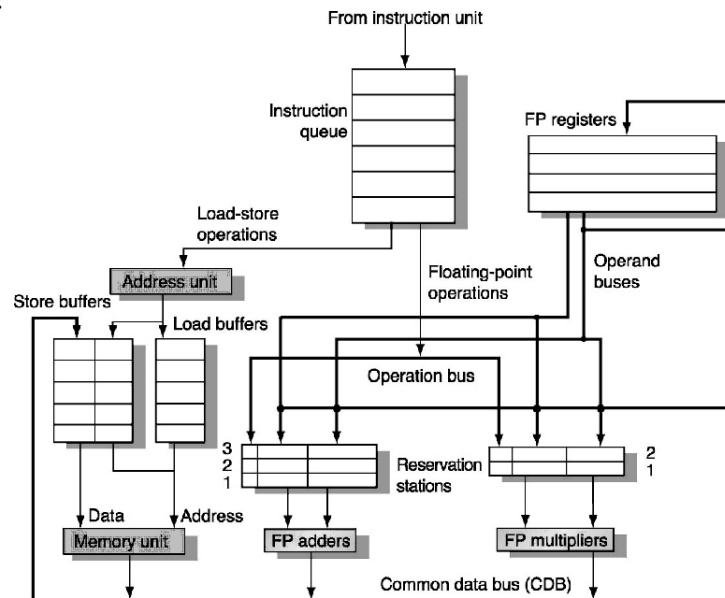 From instruction unit
Instruction
queue
FP registers
Load-store
operations
Address unit
Floating-point
operations
Operand
buses
Store buffers
Load buffers
Operation bus
3
2
1
Reservation
stations
2
1
Data
Address
Memory unit
FP adders
FP multipliers
Common data bus (CDB)